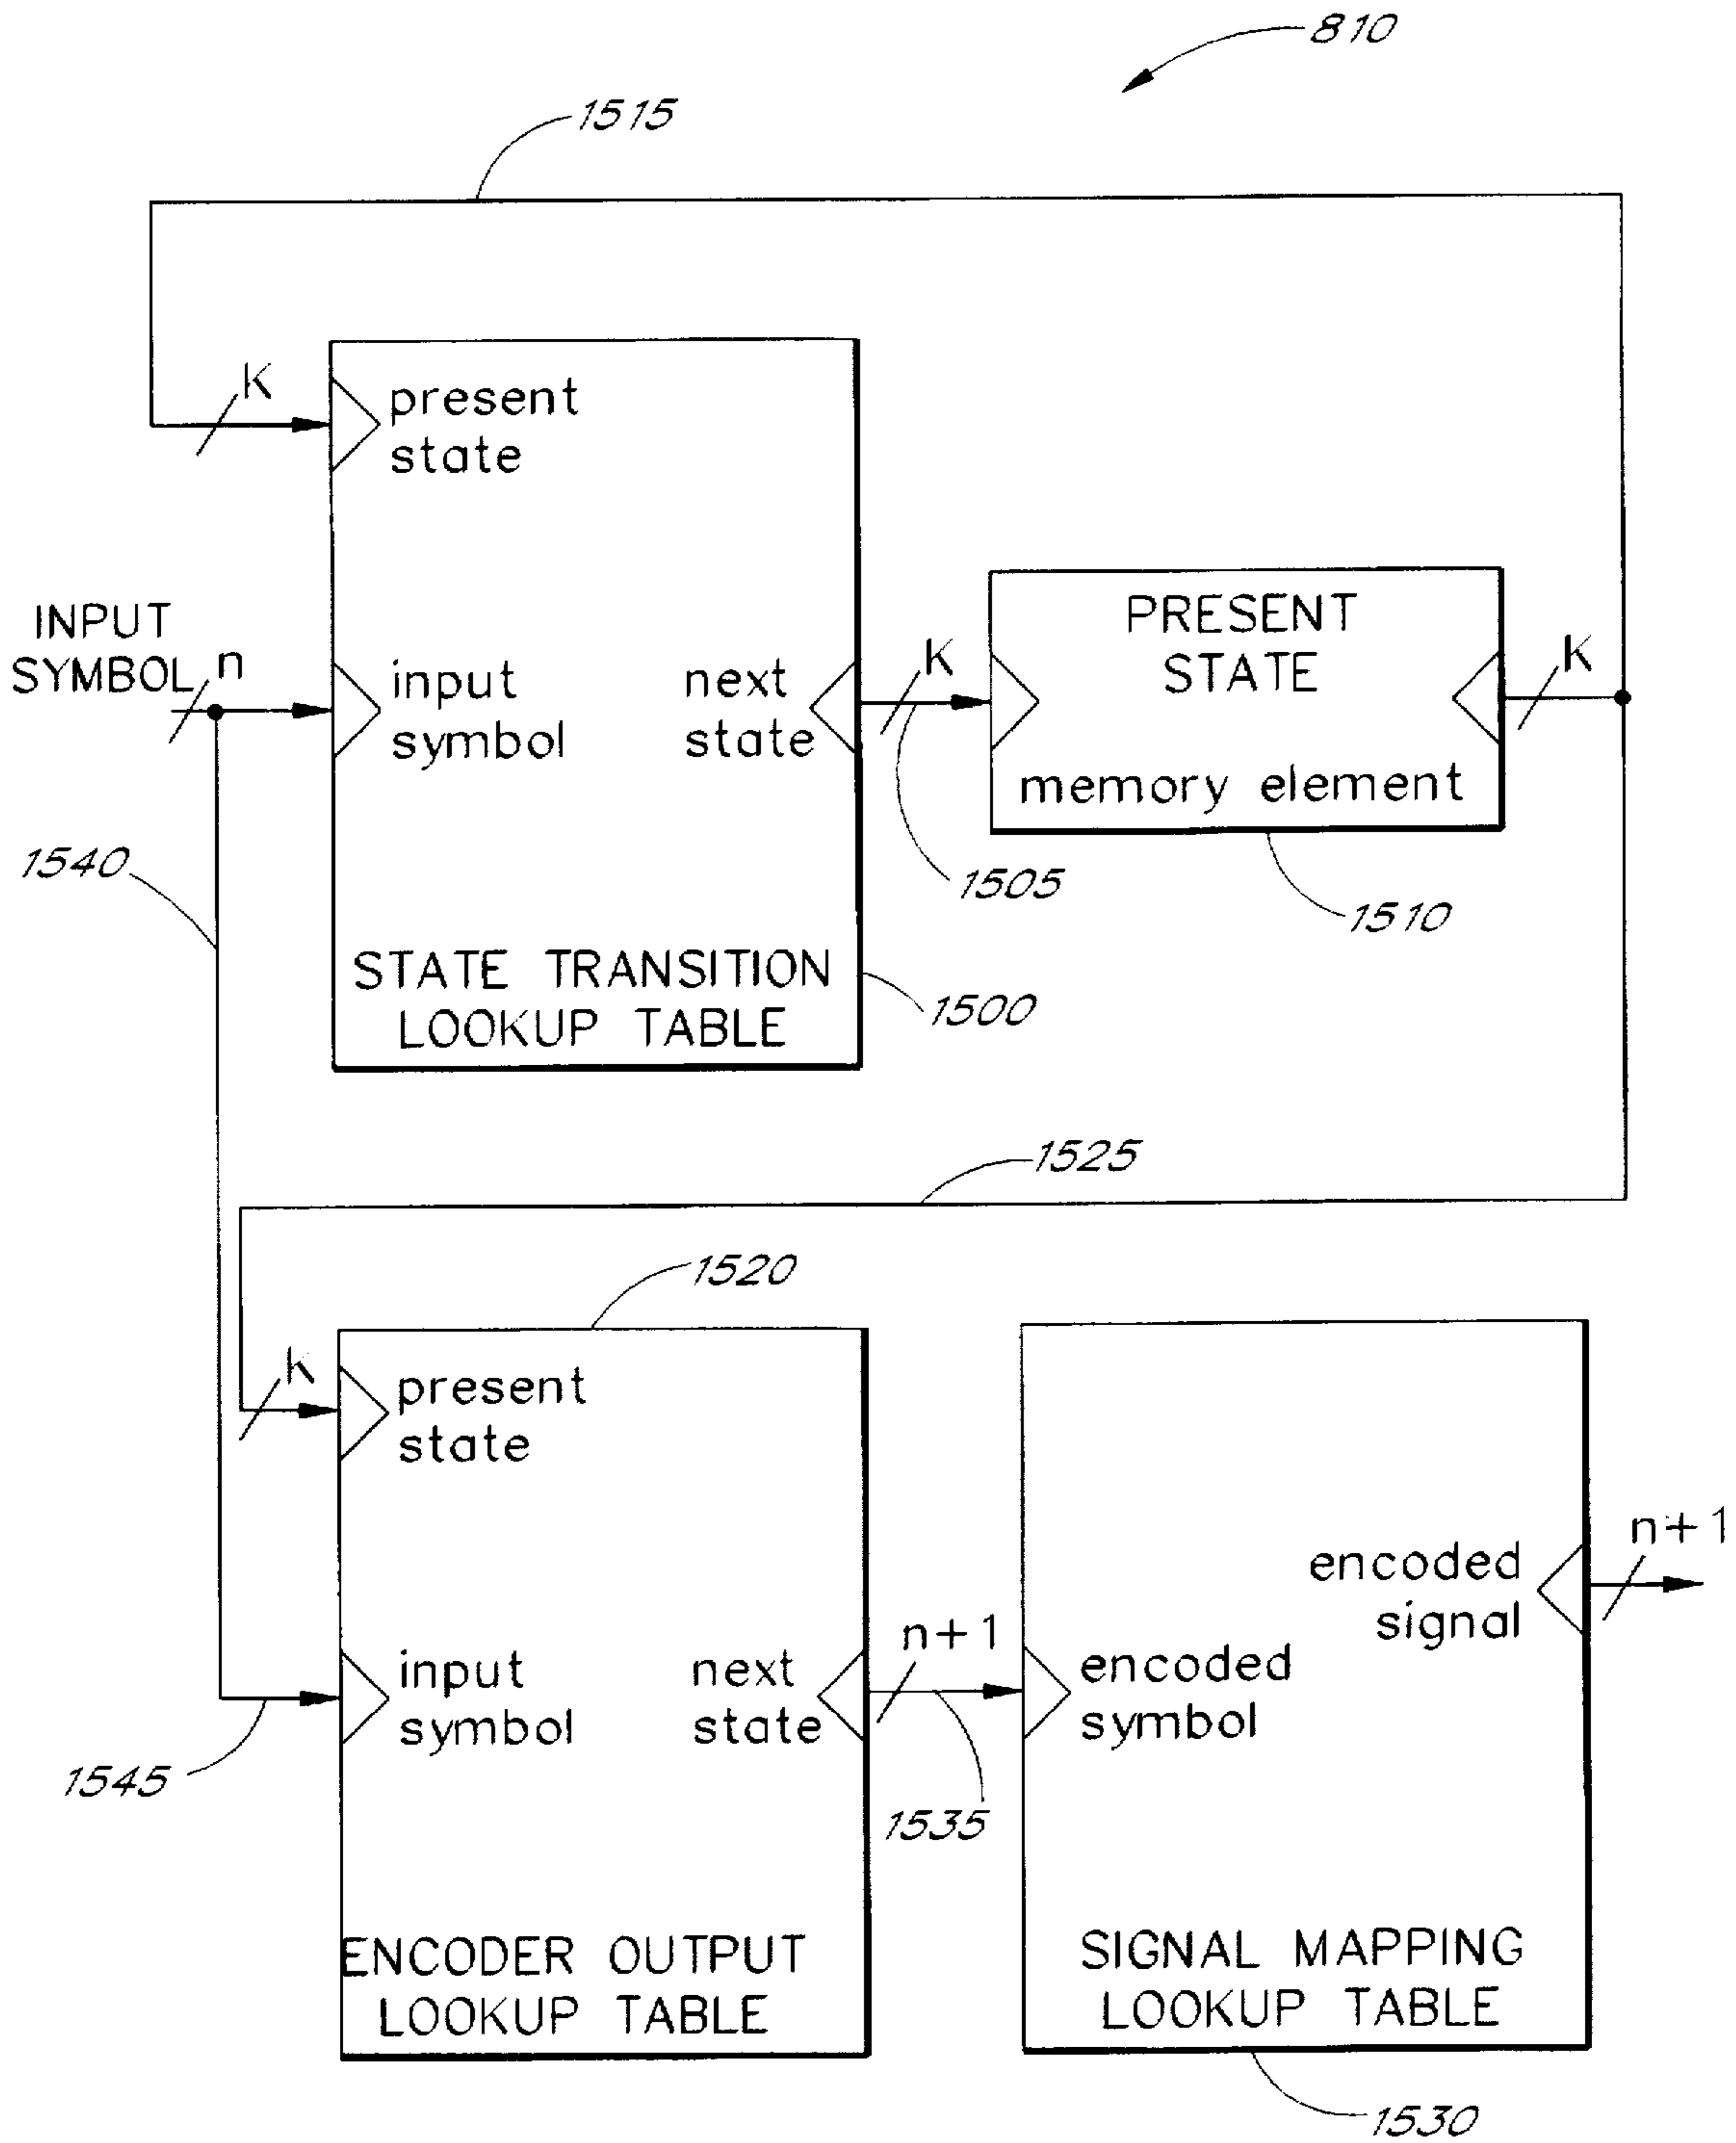 810
1515
K
present
state
INPUT
SYMBOL
n
input
symbol
next
state
K
PRESENT
STATE
K
memory element
1540
1505
1510
STATE TRANSITION
LOOKUP TABLE
1500
1525
1520
K
present
state
n+1
encoded
signal
input
symbol
next
state
n+1
encoded
symbol
1545
1535
ENCODER OUTPUT
LOOKUP TABLE
SIGNAL MAPPING
LOOKUP TABLE
1530